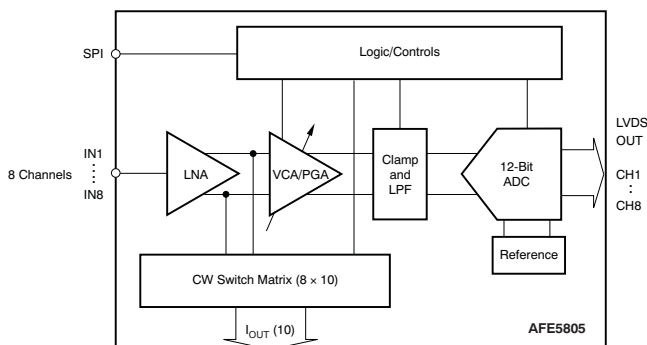 SPI
Logic/Controls
8 Channels
IN1
IN8
LNA
VCA/PGA
Clamp
and
LPF
12-Bit
ADC
LVDS
OUT
CH1
CH8
Reference
CW Switch Matrix (8 × 10)
IOUT (10)
AFE5805